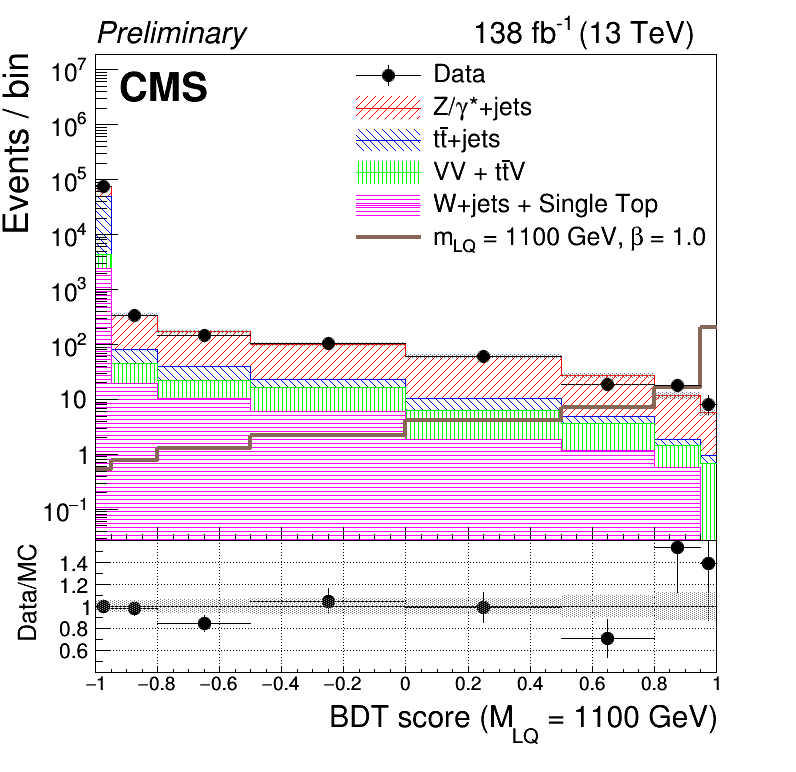 Preliminary 138 fb⁻¹ (13 TeV)
CMS
Events / bin
10⁷
10⁶
10⁵
10⁴
10³
10²
10
1
10⁻¹
Data
Z/γ*+jets
tt̄+jets
VV + tt̄V
W+jets + Single Top
m_LQ = 1100 GeV, β = 1.0
Data/MC
1.4
1.2
1
0.8
0.6
−1 −0.8 −0.6 −0.4 −0.2 0 0.2 0.4 0.6 0.8 1
BDT score (M_LQ = 1100 GeV)